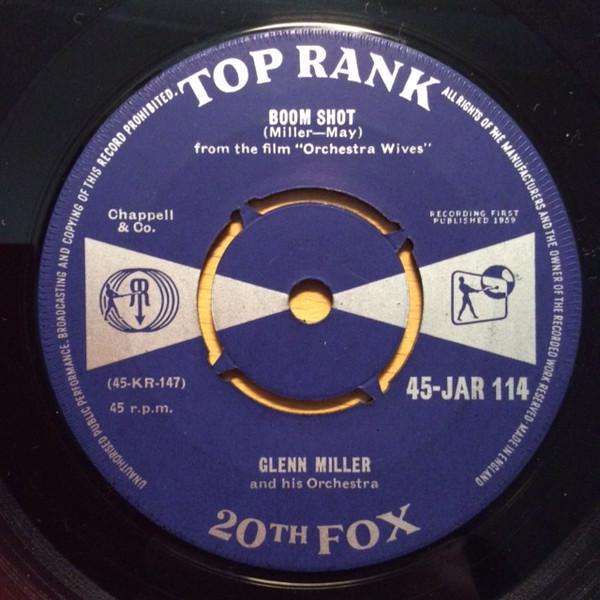 TOP RANK
BOOM SHOT
(Miller—May)
from the film "Orchestra Wives"
Chappell
& Co.
RECORDING FIRST
PUBLISHED 1959
RR
(45-KR-147)
45 r.p.m.
45-JAR 114
GLENN MILLER
and his Orchestra
20TH FOX
UNAUTHORISED PUBLIC PERFORMANCE, BROADCASTING AND COPYING OF THIS RECORD PROHIBITED.
ALL RIGHTS OF THE MANUFACTURERS AND THE OWNER OF THE RECORDED WORK RESERVED MADE IN ENGLAND